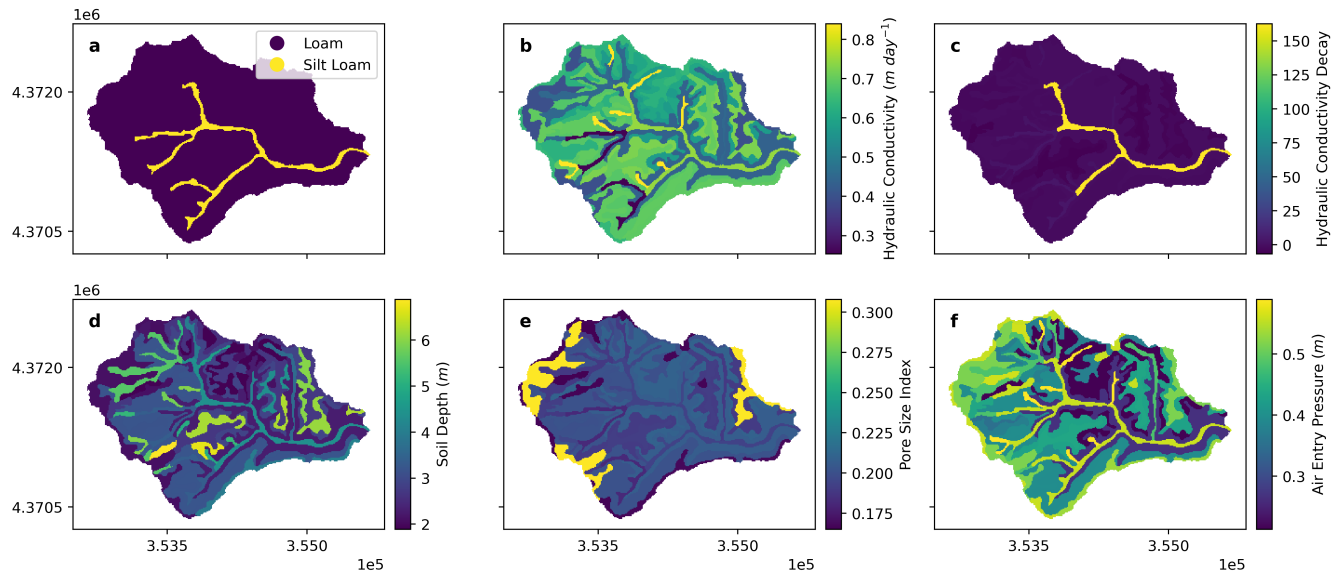 1e6
a
Loam
Silt Loam
4.3720
4.3705
b
0.8
0.7
0.6
0.5
0.4
0.3
Hydraulic Conductivity (m day⁻¹)
c
150
125
100
75
50
25
0
Hydraulic Conductivity Decay
1e6
d
4.3720
4.3705
6
5
4
3
2
Soil Depth (m)
3.535
3.550
1e5
e
0.300
0.275
0.250
0.225
0.200
0.175
Pore Size Index
3.535
3.550
1e5
f
0.5
0.4
0.3
Air Entry Pressure (m)
3.535
3.550
1e5